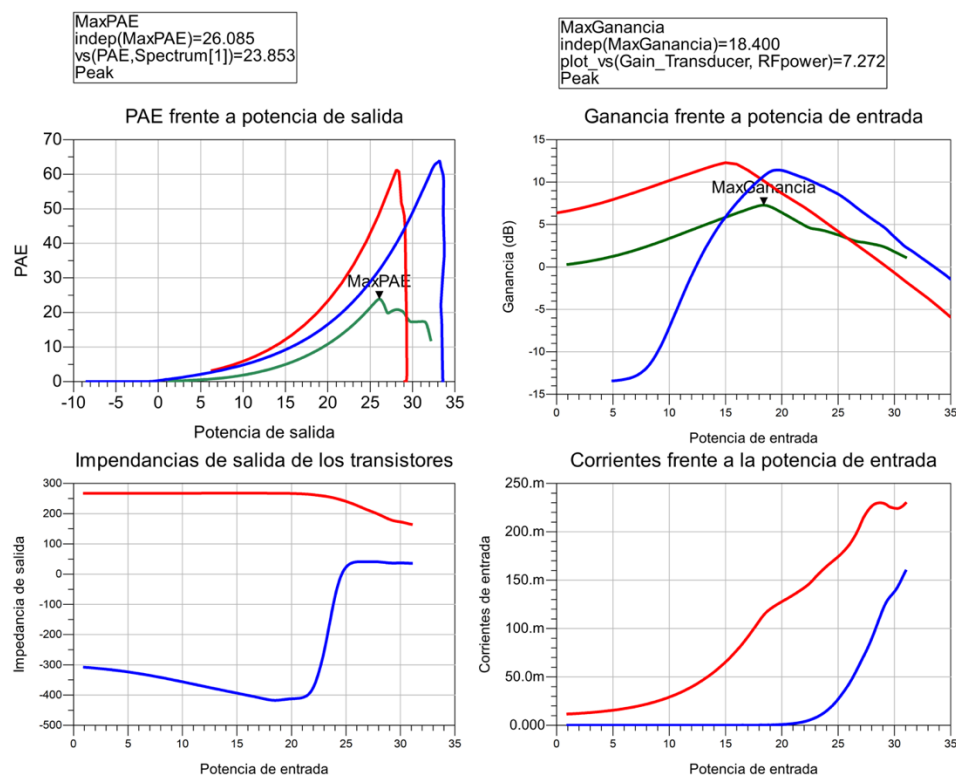 MaxPAE
indep(MaxPAE)=26.085
vs(PAE,Spectrum[1])=23.853
Peak
MaxGanancia
indep(MaxGanancia)=18.400
plot_vs(Gain_Transducer, RFpower)=7.272
Peak
PAE frente a potencia de salida
70
60
50
40
30
20
10
0
PAE
MaxPAE
-10 -5 0 5 10 15 20 25 30 35
Potencia de salida
Ganancia frente a potencia de entrada
15
10
5
0
-5
-10
-15
Ganancia (dB)
MaxGanancia
0 5 10 15 20 25 30 35
Potencia de entrada
Impendancias de salida de los transistores
300
200
100
0
-100
-200
-300
-400
-500
Impedancia de salida
0 5 10 15 20 25 30 35
Potencia de entrada
Corrientes frente a la potencia de entrada
250.m
200.m
150.m
100.m
50.0m
0.000
Corrientes de entrada
0 5 10 15 20 25 30 35
Potencia de entrada